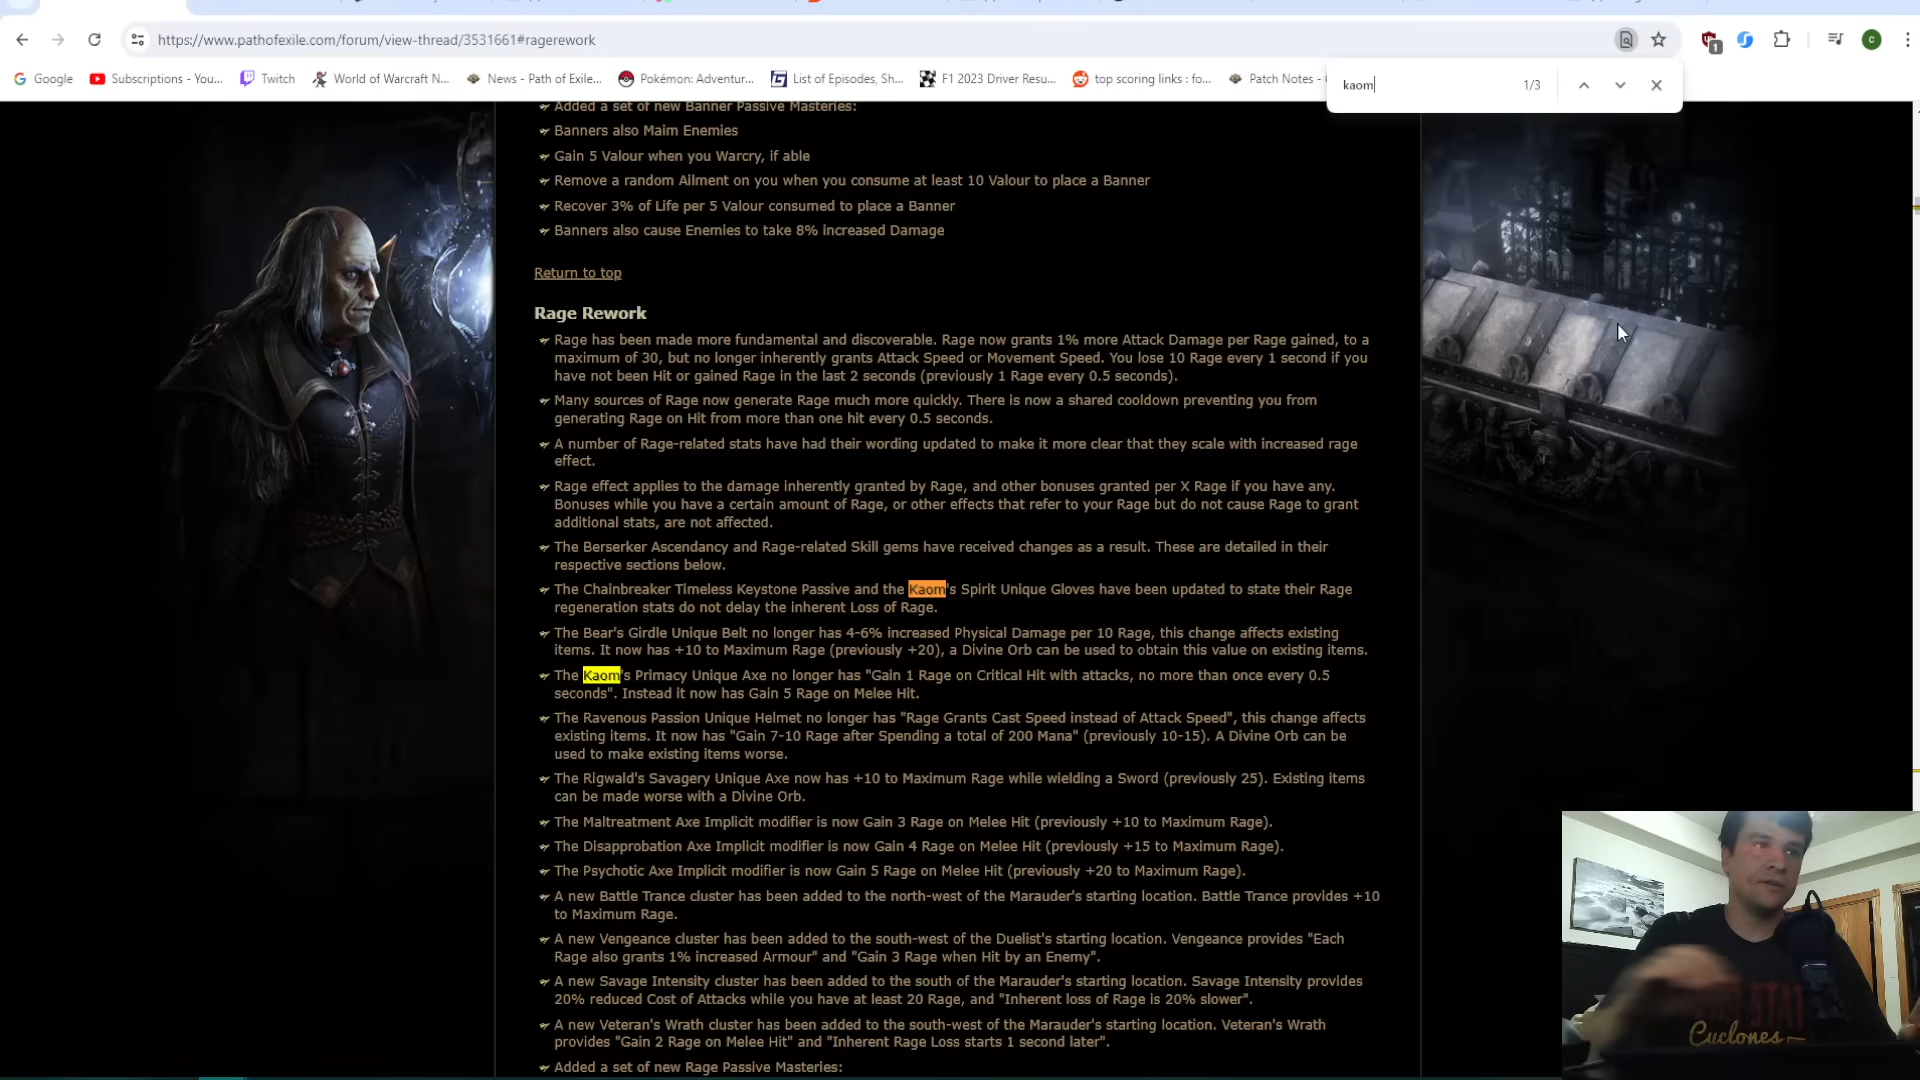 https://www.pathofexile.com/forum/view-thread/3531661#ragerework
1
C
Google
Subscriptions - You...
Twitch
World of Warcraft N...
News - Path of Exile...
Pokémon: Adventur...
List of Episodes, Sh...
F1 2023 Driver Resu...
top scoring links : fo...
Patch Notes -
kaom
1/3
Added a set of new Banner Passive Masteries:
Banners also Maim Enemies
Gain 5 Valour when you Warcry, if able
Remove a random Ailment on you when you consume at least 10 Valour to place a Banner
Recover 3% of Life per 5 Valour consumed to place a Banner
Banners also cause Enemies to take 8% increased Damage
Return to top
Rage Rework
Rage has been made more fundamental and discoverable. Rage now grants 1% more Attack Damage per Rage gained, to a
maximum of 30, but no longer inherently grants Attack Speed or Movement Speed. You lose 10 Rage every 1 second if you
have not been Hit or gained Rage in the last 2 seconds (previously 1 Rage every 0.5 seconds).
Many sources of Rage now generate Rage much more quickly. There is now a shared cooldown preventing you from
generating Rage on Hit from more than one hit every 0.5 seconds.
A number of Rage-related stats have had their wording updated to make it more clear that they scale with increased rage
effect.
Rage effect applies to the damage inherently granted by Rage, and other bonuses granted per X Rage if you have any.
Bonuses while you have a certain amount of Rage, or other effects that refer to your Rage but do not cause Rage to grant
additional stats, are not affected.
The Berserker Ascendancy and Rage-related Skill gems have received changes as a result. These are detailed in their
respective sections below.
The Chainbreaker Timeless Keystone Passive and the Kaom's Spirit Unique Gloves have been updated to state their Rage
regeneration stats do not delay the inherent Loss of Rage.
The Bear's Girdle Unique Belt no longer has 4-6% increased Physical Damage per 10 Rage, this change affects existing
items. It now has +10 to Maximum Rage (previously +20), a Divine Orb can be used to obtain this value on existing items.
The Kaom's Primacy Unique Axe no longer has "Gain 1 Rage on Critical Hit with attacks, no more than once every 0.5
seconds". Instead it now has Gain 5 Rage on Melee Hit.
The Ravenous Passion Unique Helmet no longer has "Rage Grants Cast Speed instead of Attack Speed", this change affects
existing items. It now has "Gain 7-10 Rage after Spending a total of 200 Mana" (previously 10-15). A Divine Orb can be
used to make existing items worse.
The Rigwald's Savagery Unique Axe now has +10 to Maximum Rage while wielding a Sword (previously 25). Existing items
can be made worse with a Divine Orb.
The Maltreatment Axe Implicit modifier is now Gain 3 Rage on Melee Hit (previously +10 to Maximum Rage).
The Disapprobation Axe Implicit modifier is now Gain 4 Rage on Melee Hit (previously +15 to Maximum Rage).
The Psychotic Axe Implicit modifier is now Gain 5 Rage on Melee Hit (previously +20 to Maximum Rage).
A new Battle Trance cluster has been added to the north-west of the Marauder's starting location. Battle Trance provides +10
to Maximum Rage.
A new Vengeance cluster has been added to the south-west of the Duelist's starting location. Vengeance provides "Each
Rage also grants 1% increased Armour" and "Gain 3 Rage when Hit by an Enemy".
A new Savage Intensity cluster has been added to the south of the Marauder's starting location. Savage Intensity provides
20% reduced Cost of Attacks while you have at least 20 Rage, and "Inherent loss of Rage is 20% slower".
A new Veteran's Wrath cluster has been added to the south-west of the Marauder's starting location. Veteran's Wrath
provides "Gain 2 Rage on Melee Hit" and "Inherent Rage Loss starts 1 second later".
Added a set of new Rage Passive Masteries:
Cyclones